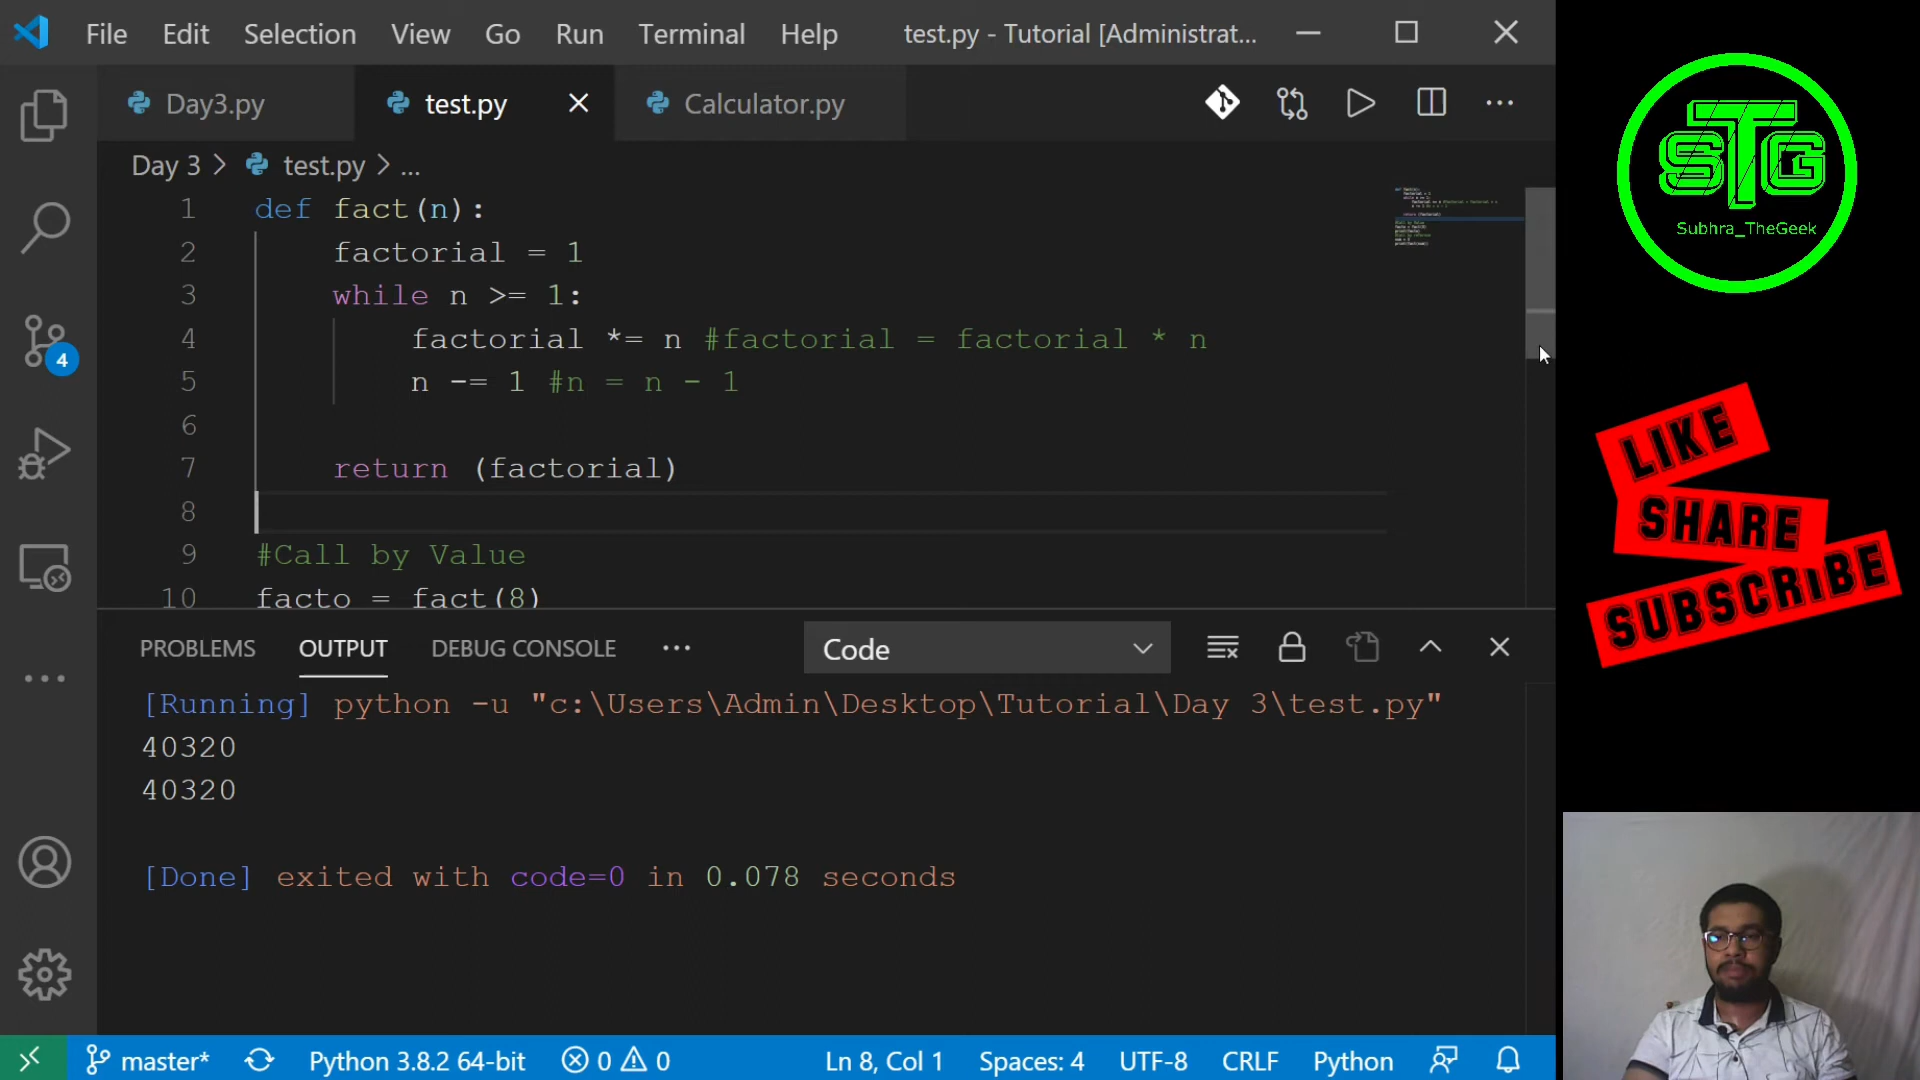 File Edit Selection View Go Run Terminal Help test.py - Tutorial [Administrat...
Day3.py test.py Calculator.py
Day 3 > test.py > ...
1 def fact(n):
2 factorial = 1
3 while n >= 1:
4 factorial *= n #factorial = factorial * n
5 n -= 1 #n = n - 1
6
7 return (factorial)
8
9 #Call by Value
10 facto = fact(8)
4
PROBLEMS OUTPUT DEBUG CONSOLE ... Code
[Running] python -u "c:\Users\Admin\Desktop\Tutorial\Day 3\test.py"
40320
40320
[Done] exited with code=0 in 0.078 seconds
master* Python 3.8.2 64-bit 0 0 Ln 8, Col 1 Spaces: 4 UTF-8 CRLF Python
STG
Subhra_TheGeek
LIKE
SHARE
SUBSCRIBE